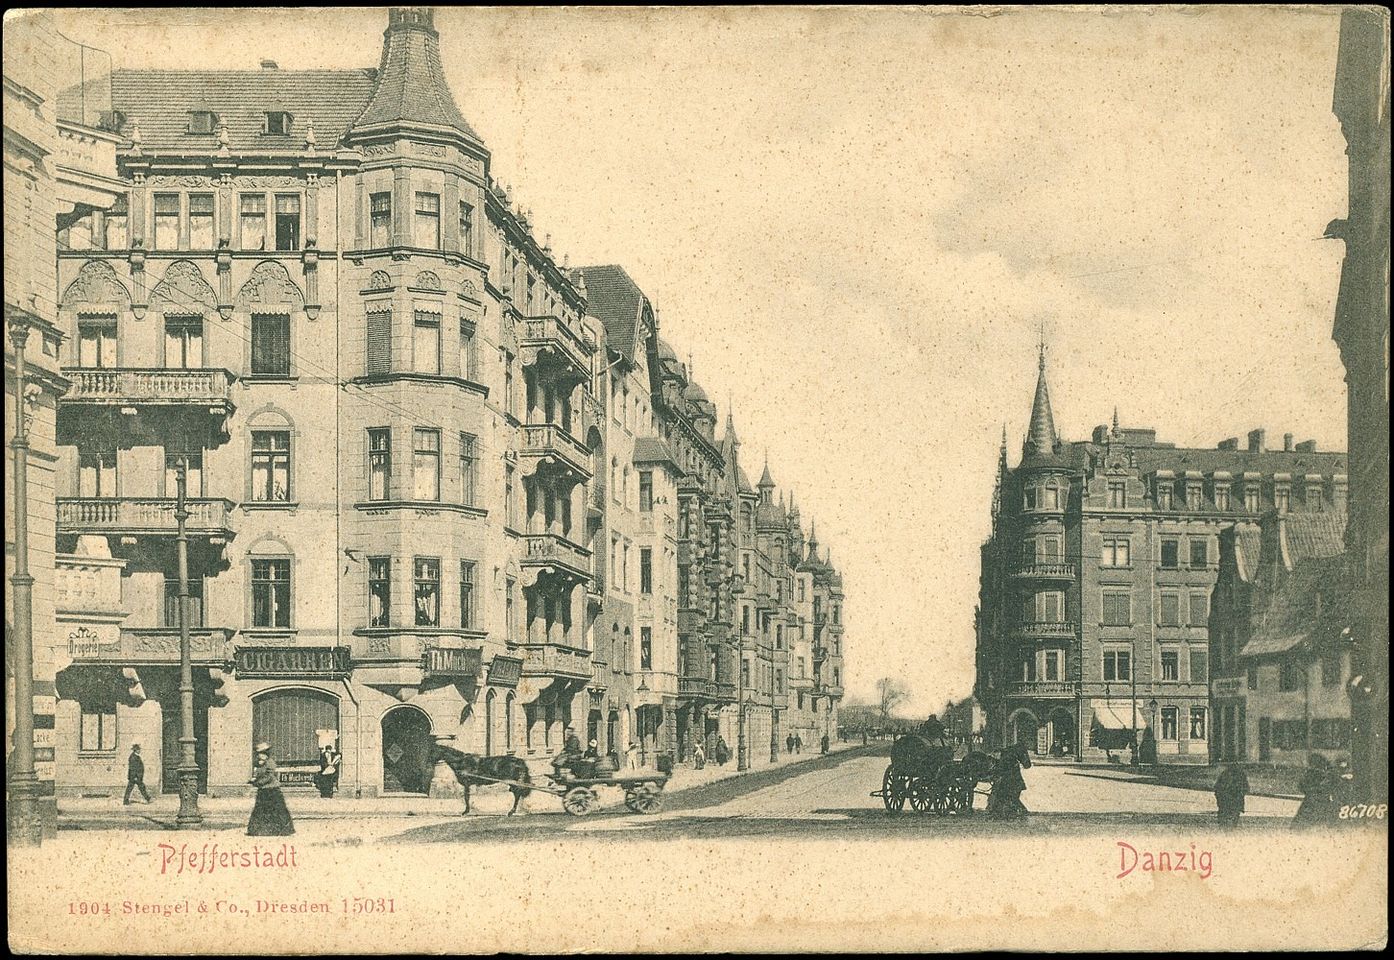 Drogerie
CIGARREN
86708
Pfefferstadt
Danzig
1904 Stengel & Co., Dresden 15031